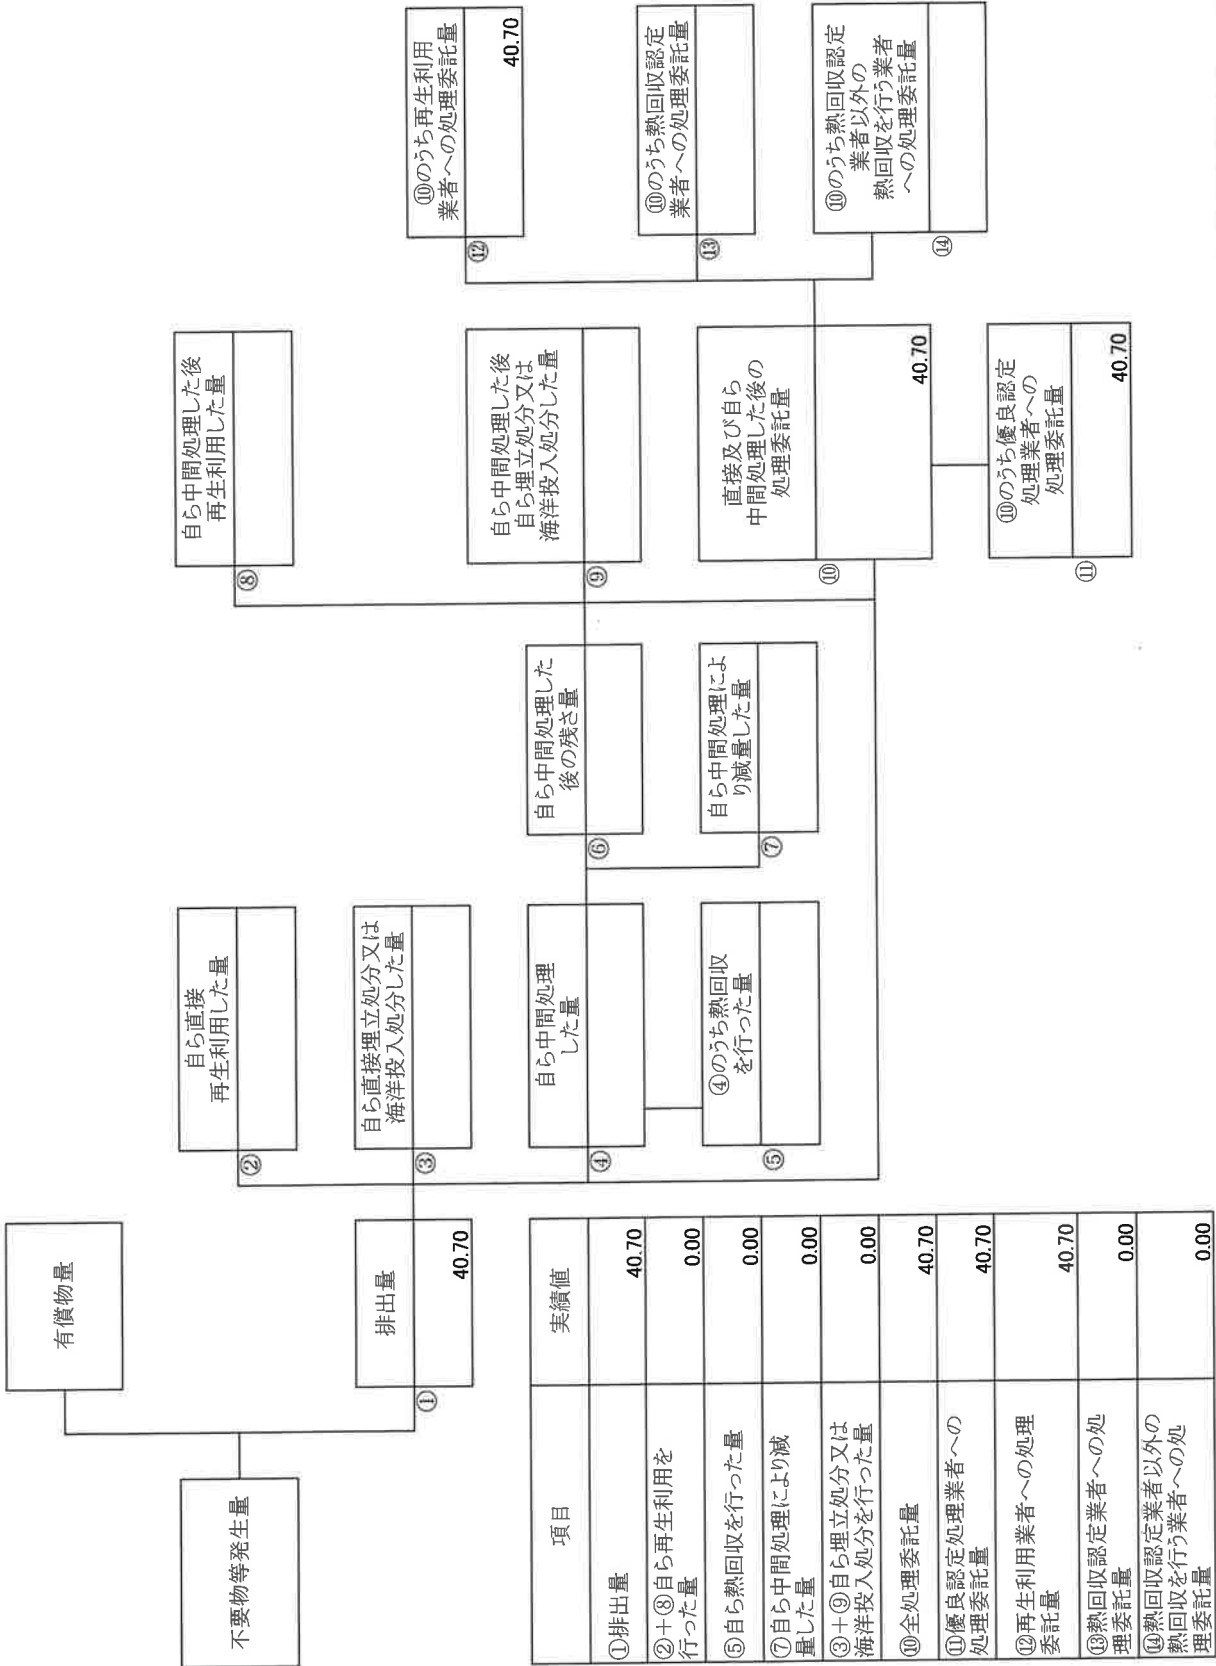 不要物等発生量
有償物量
排出量
①
40.70
自ら直接
再生利用した量
②
自ら直接埋立処分又は
海洋投入処分した量
③
自ら中間処理
した量
④
④のうち熱回収
を行った量
⑤
自ら中間処理した
後の残さ量
⑥
自ら中間処理によ
り減量した量
⑦
自ら中間処理した後
再生利用した量
⑧
自ら中間処理した後
自ら埋立処分又は
海洋投入処分した量
⑨
直接及び自ら
中間処理した後の
処理委託量
⑩
40.70
⑩のうち優良認定
処理業者への
処理委託量
⑪
40.70
⑩のうち再生利用
業者への処理委託量
⑫
40.70
⑩のうち熱回収認定
業者への処理委託量
⑬
⑩のうち熱回収認定
業者以外の
熱回収を行う業者
への処理委託量
⑭
項目 実績値
①排出量 40.70
②+⑧自ら再生利用を
行った量 0.00
⑤自ら熱回収を行った量 0.00
⑦自ら中間処理により減
量した量 0.00
③+⑨自ら埋立処分又は
海洋投入処分を行った量 0.00
⑩全処理委託量 40.70
⑪優良認定処理業者への
処理委託量 40.70
⑫再生利用業者への処理
委託量 40.70
⑬熱回収認定業者への処
理委託量 0.00
⑭熱回収認定業者以外の
熱回収を行う業者への処
理委託量 0.00